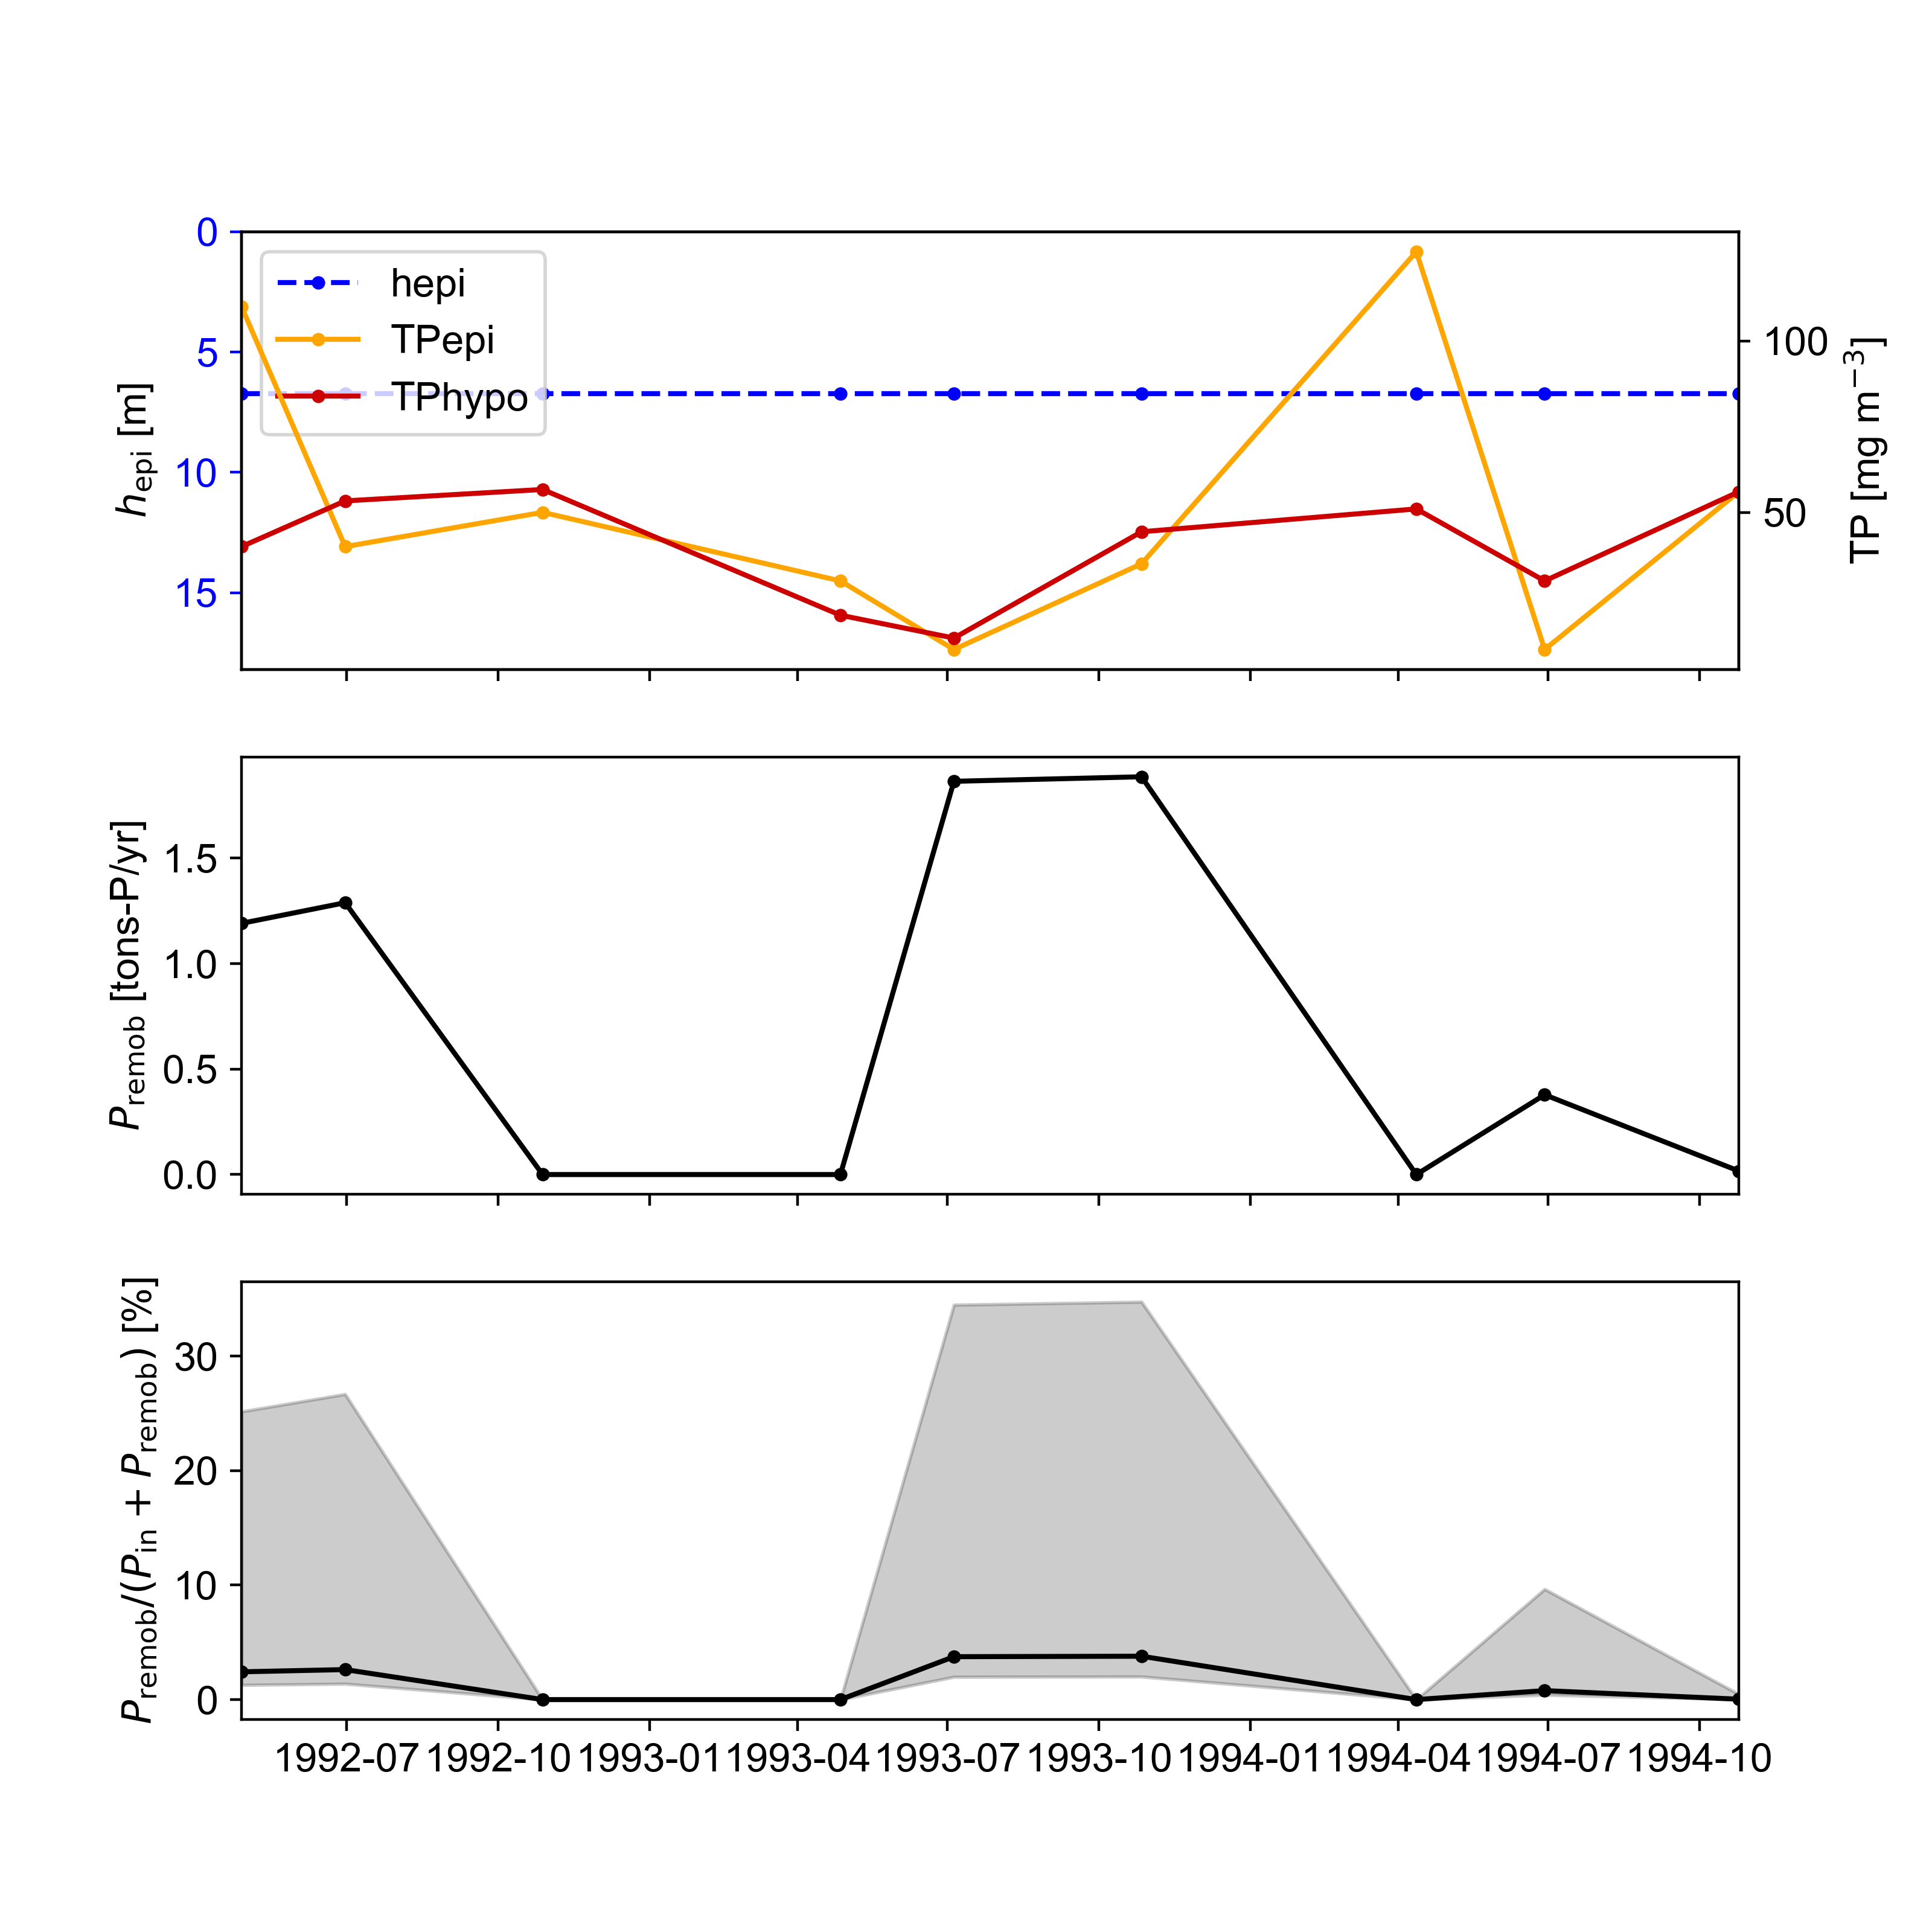 0
5
10
15
h_epi [m]
hepi
TPepi
TPhypo
100
50
TP [mg m⁻³]
1.5
1.0
0.5
0.0
P_remob [tons-P/yr]
30
20
10
0
P_remob/(P_in + P_remob) [%]
1992-07 1992-10 1993-01 1993-04 1993-07 1993-10 1994-01 1994-04 1994-07 1994-10